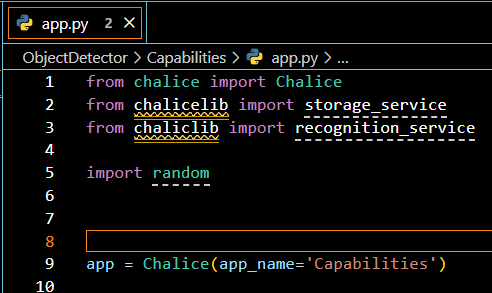 app.py 2 ×
ObjectDetector > Capabilities > app.py > ...
1 from chalice import Chalice
2 from chalicelib import storage_service
3 from chaliclib import recognition_service
4
5 import random
6
7
8
9 app = Chalice(app_name='Capabilities')
10